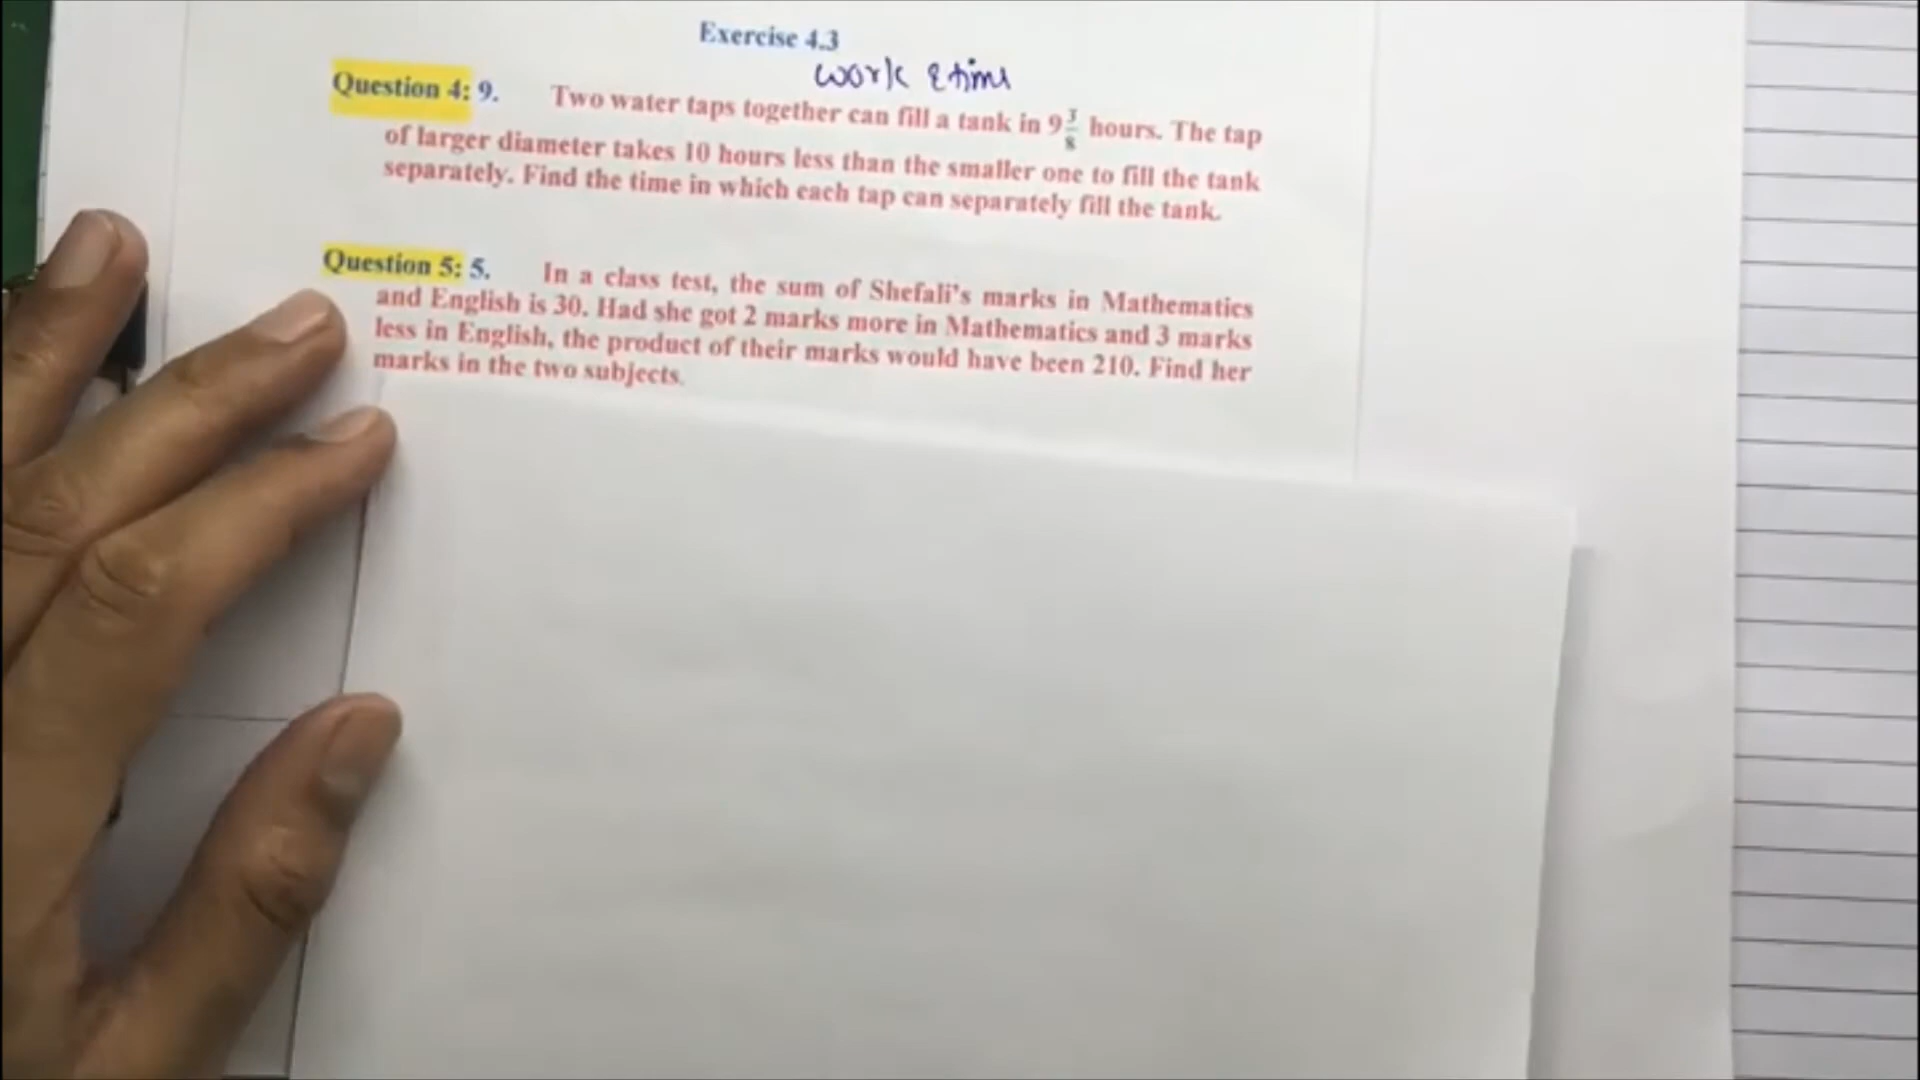 Exercise 4.3
work & time
Question 4: 9. Two water taps together can fill a tank in 9 3/8 hours. The tap
of larger diameter takes 10 hours less than the smaller one to fill the tank
separately. Find the time in which each tap can separately fill the tank.
Question 5: 5. In a class test, the sum of Shefali's marks in Mathematics
and English is 30. Had she got 2 marks more in Mathematics and 3 marks
less in English, the product of their marks would have been 210. Find her
marks in the two subjects.